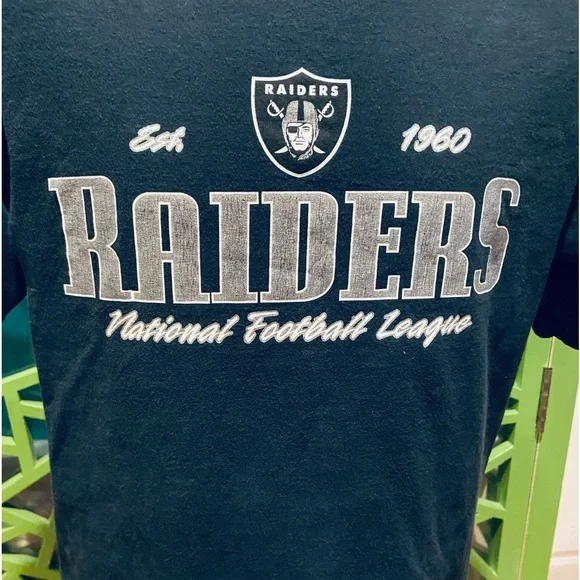 RAIDERS
Est. 1960
RAIDERS
National Football League